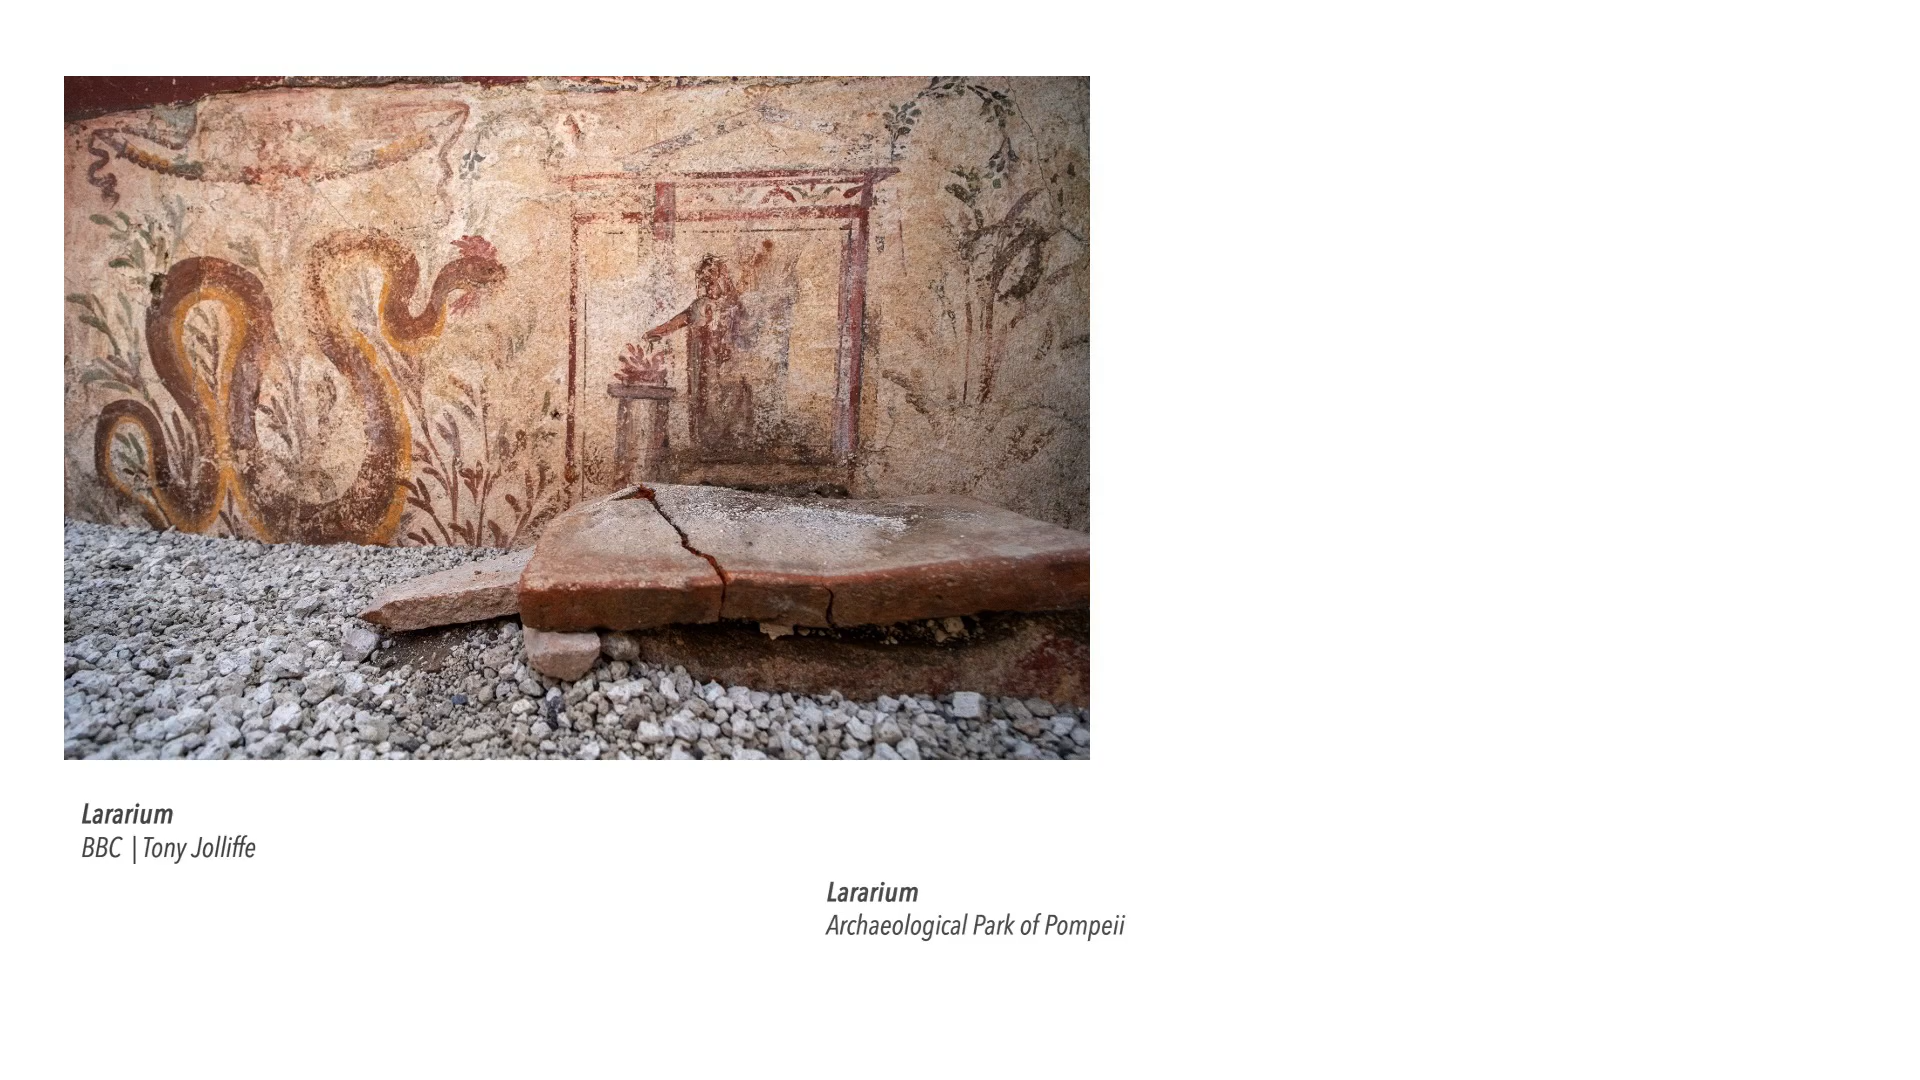 Lararium
BBC | Tony Jolliffe
Lararium
Archaeological Park of Pompeii